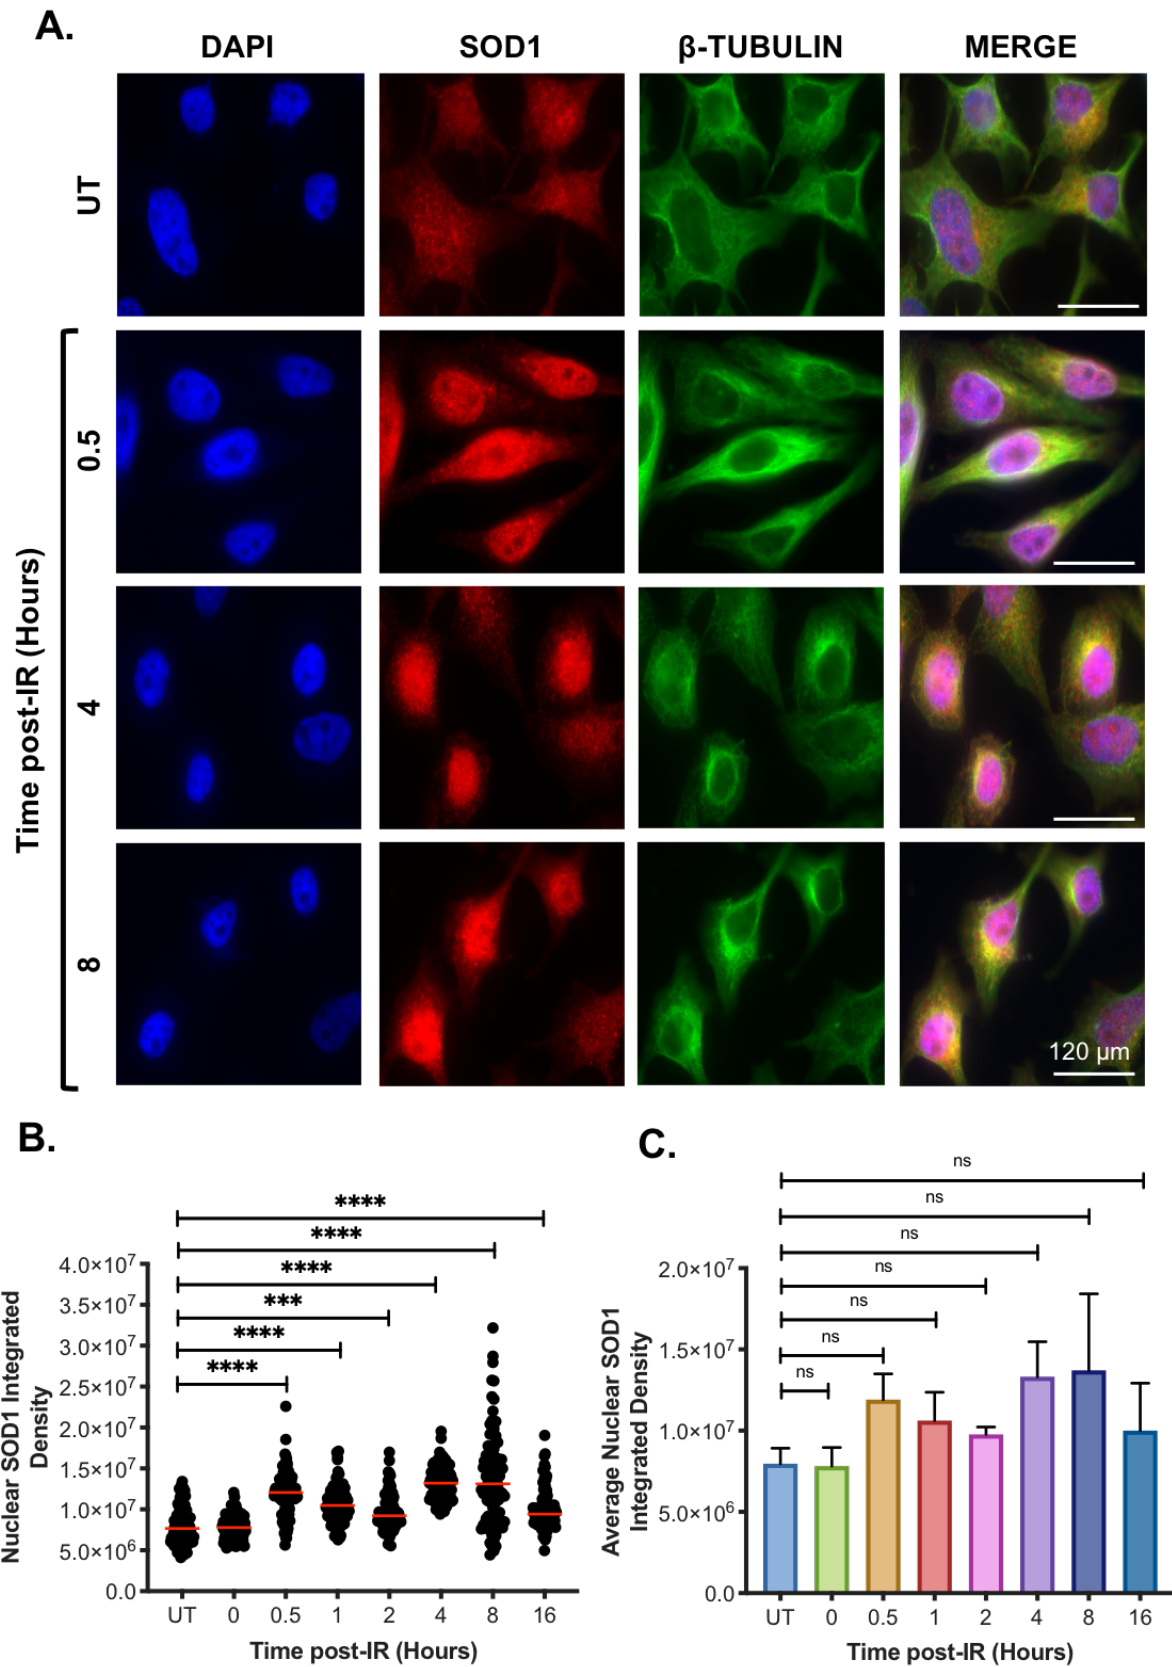 A.
DAPI SOD1 β-TUBULIN MERGE
UT
0.5
4
8
Time post-IR (Hours)
120 µm
B.
****
****
****
***
****
****
4.0×10⁷
3.5×10⁷
3.0×10⁷
2.5×10⁷
2.0×10⁷
1.5×10⁷
1.0×10⁷
5.0×10⁶
0.0
Nuclear SOD1 Integrated
Density
UT 0 0.5 1 2 4 8 16
Time post-IR (Hours)
C.
ns
ns
ns
ns
ns
ns
ns
2.0×10⁷
1.5×10⁷
1.0×10⁷
5.0×10⁶
0.0
Average Nuclear SOD1
Integrated Density
UT 0 0.5 1 2 4 8 16
Time post-IR (Hours)